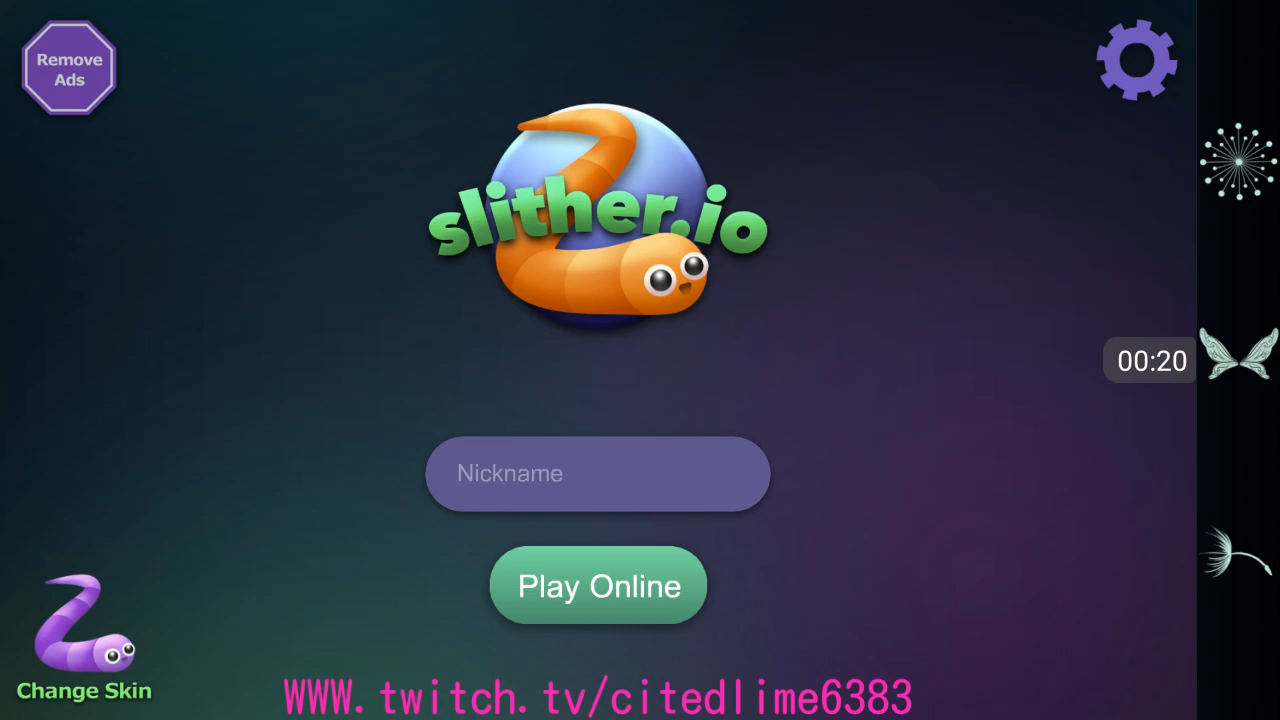 Remove
Ads
slither.io
00:20
Nickname
Play Online
Change Skin
WWW.twitch.tv/citedlime6383